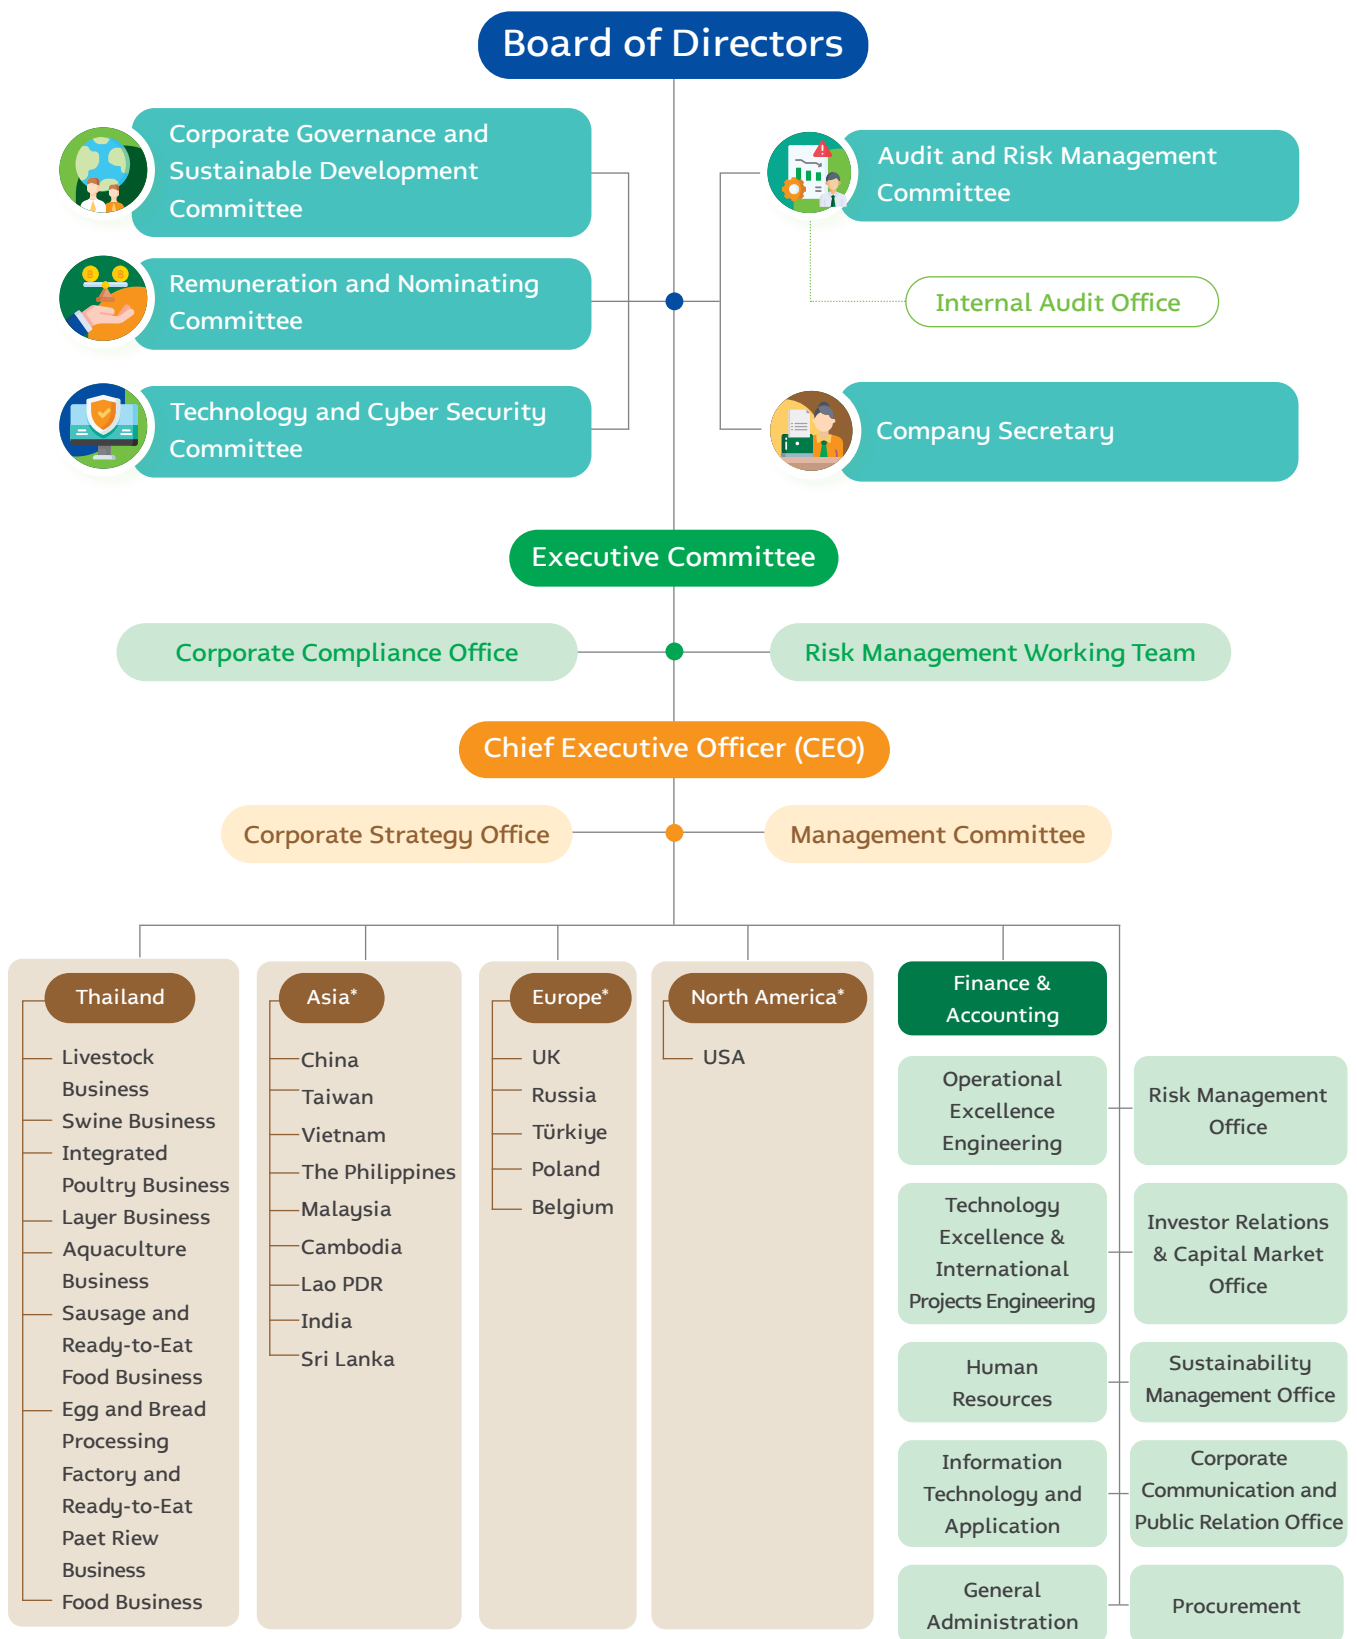 Board of Directors
Corporate Governance and
Sustainable Development
Committee
Audit and Risk Management
Committee
Remuneration and Nominating
Committee
Internal Audit Office
Technology and Cyber Security
Committee
Company Secretary
Executive Committee
Corporate Compliance Office
Risk Management Working Team
Chief Executive Officer (CEO)
Corporate Strategy Office
Management Committee
Thailand
Livestock
Business
Swine Business
Integrated
Poultry Business
Layer Business
Aquaculture
Business
Sausage and
Ready-to-Eat
Food Business
Egg and Bread
Processing
Factory and
Ready-to-Eat
Paet Riew
Business
Food Business
Asia*
China
Taiwan
Vietnam
The Philippines
Malaysia
Cambodia
Lao PDR
India
Sri Lanka
Europe*
UK
Russia
Türkiye
Poland
Belgium
North America*
USA
Finance &
Accounting
Operational
Excellence
Engineering
Risk Management
Office
Technology
Excellence &
International
Projects Engineering
Investor Relations
& Capital Market
Office
Human
Resources
Sustainability
Management Office
Information
Technology and
Application
Corporate
Communication and
Public Relation Office
General
Administration
Procurement